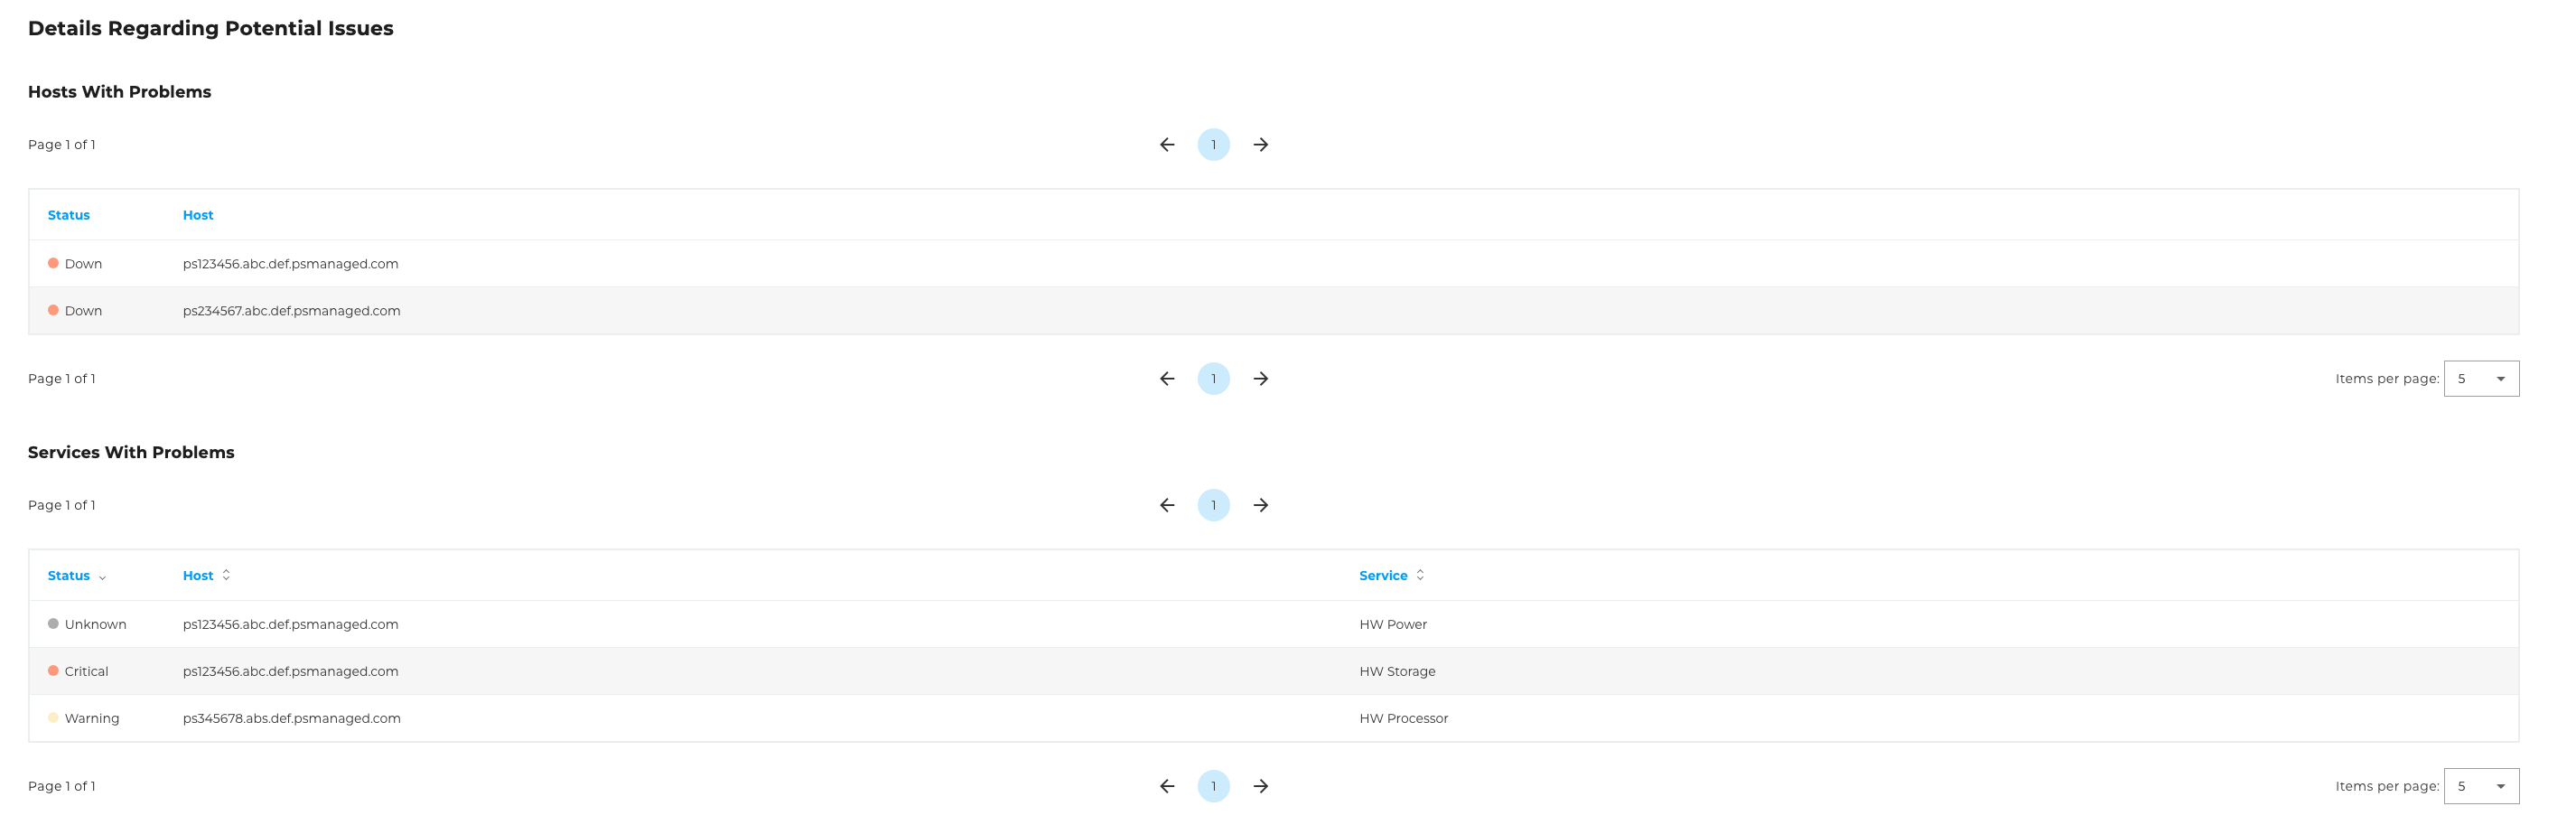 Details Regarding Potential Issues
Hosts With Problems
Page 1 of 1
1
Status Host
Down ps123456.abc.def.psmanaged.com
Down ps234567.abc.def.psmanaged.com
Page 1 of 1 1 Items per page: 5
Services With Problems
Page 1 of 1 1
Status Host Service
Unknown ps123456.abc.def.psmanaged.com HW Power
Critical ps123456.abc.def.psmanaged.com HW Storage
Warning ps345678.abs.def.psmanaged.com HW Processor
Page 1 of 1 1 Items per page: 5